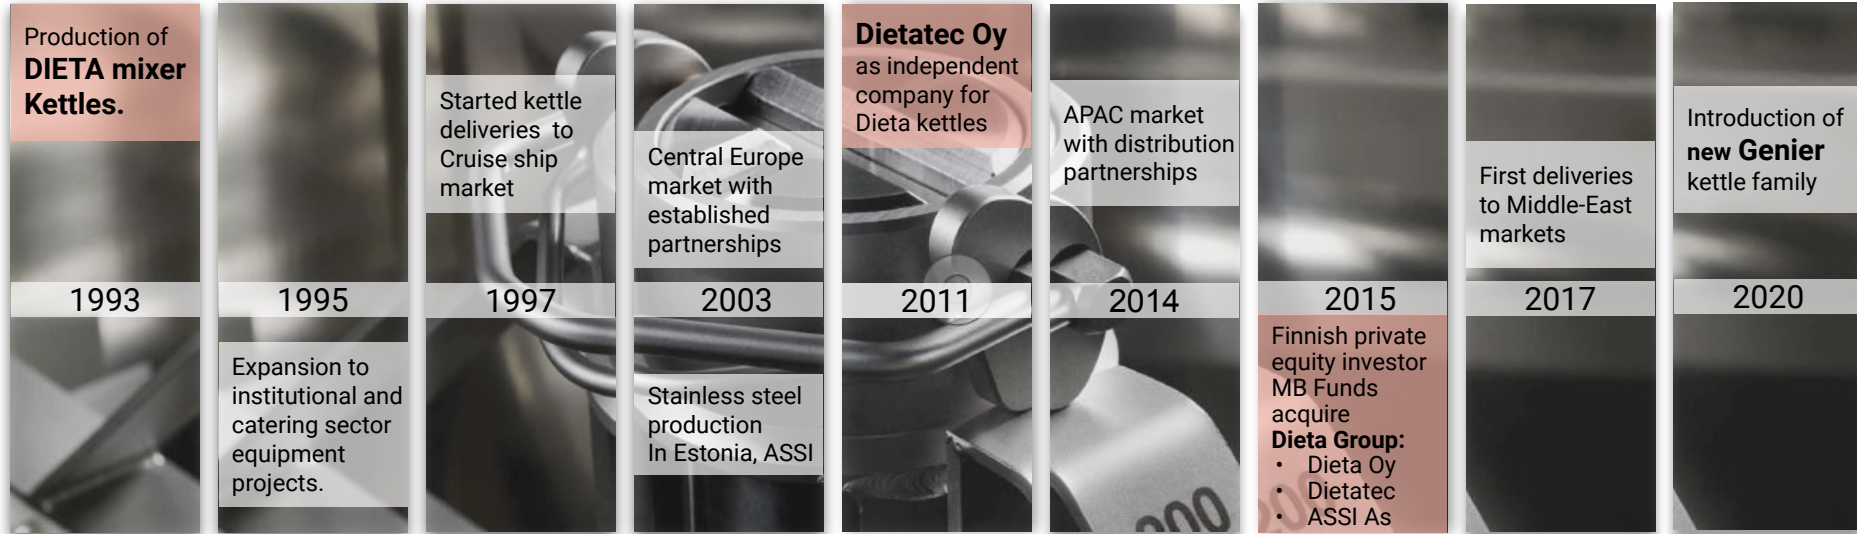 Production of
DIETA mixer
Kettles.
1993
1995
Expansion to
institutional and
catering sector
equipment
projects.
Started kettle
deliveries to
Cruise ship
market
1997
Central Europe
market with
established
partnerships
2003
Stainless steel
production
In Estonia, ASSI
Dietatec Oy
as independent
company for
Dieta kettles
2011
APAC market
with distribution
partnerships
2014
200
2015
Finnish private
equity investor
MB Funds
acquire
Dieta Group:
• Dieta Oy
• Dietatec
• ASSI As
200
First deliveries
to Middle-East
markets
2017
Introduction of
new Genier
kettle family
2020